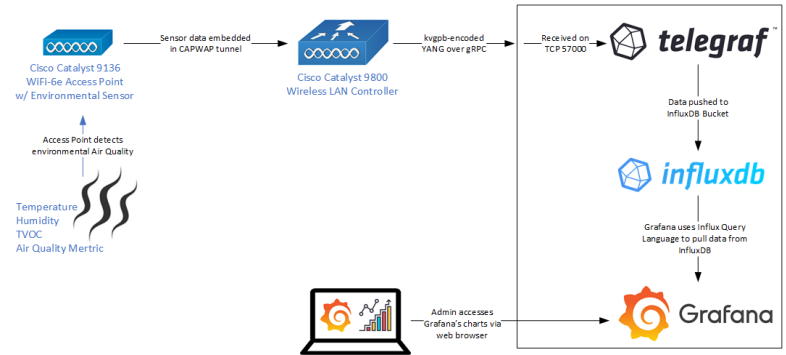 Sensor data embedded
in CAPWAP tunnel
kvgpb-encoded
YANG over gRPC
Received on
TCP 57000
telegraf™
Cisco Catalyst 9136
WiFi-6e Access Point
w/ Environmental Sensor
Cisco Catalyst 9800
Wireless LAN Controller
Data pushed to
InfluxDB Bucket
Access Point detects
environmental Air Quality
influxdb
Temperature
Humidity
TVOC
Air Quality Mertric
Grafana uses Influx Query
Language to pull data from
InfluxDB
Admin accesses
Grafana's charts via
web browser
Grafana